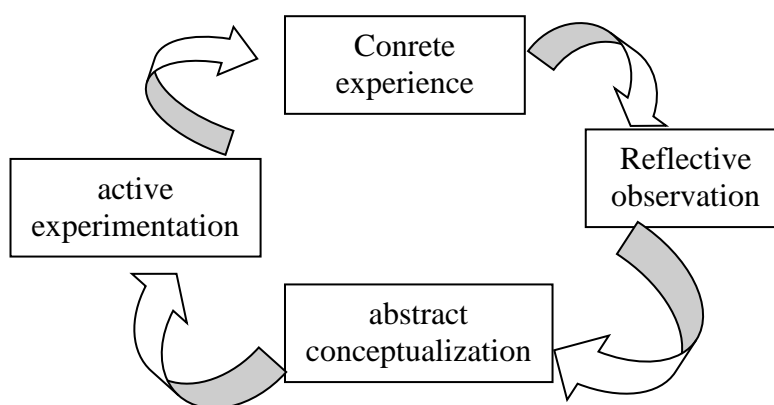 Conrete
experience
Reflective
observation
active
experimentation
abstract
conceptualization